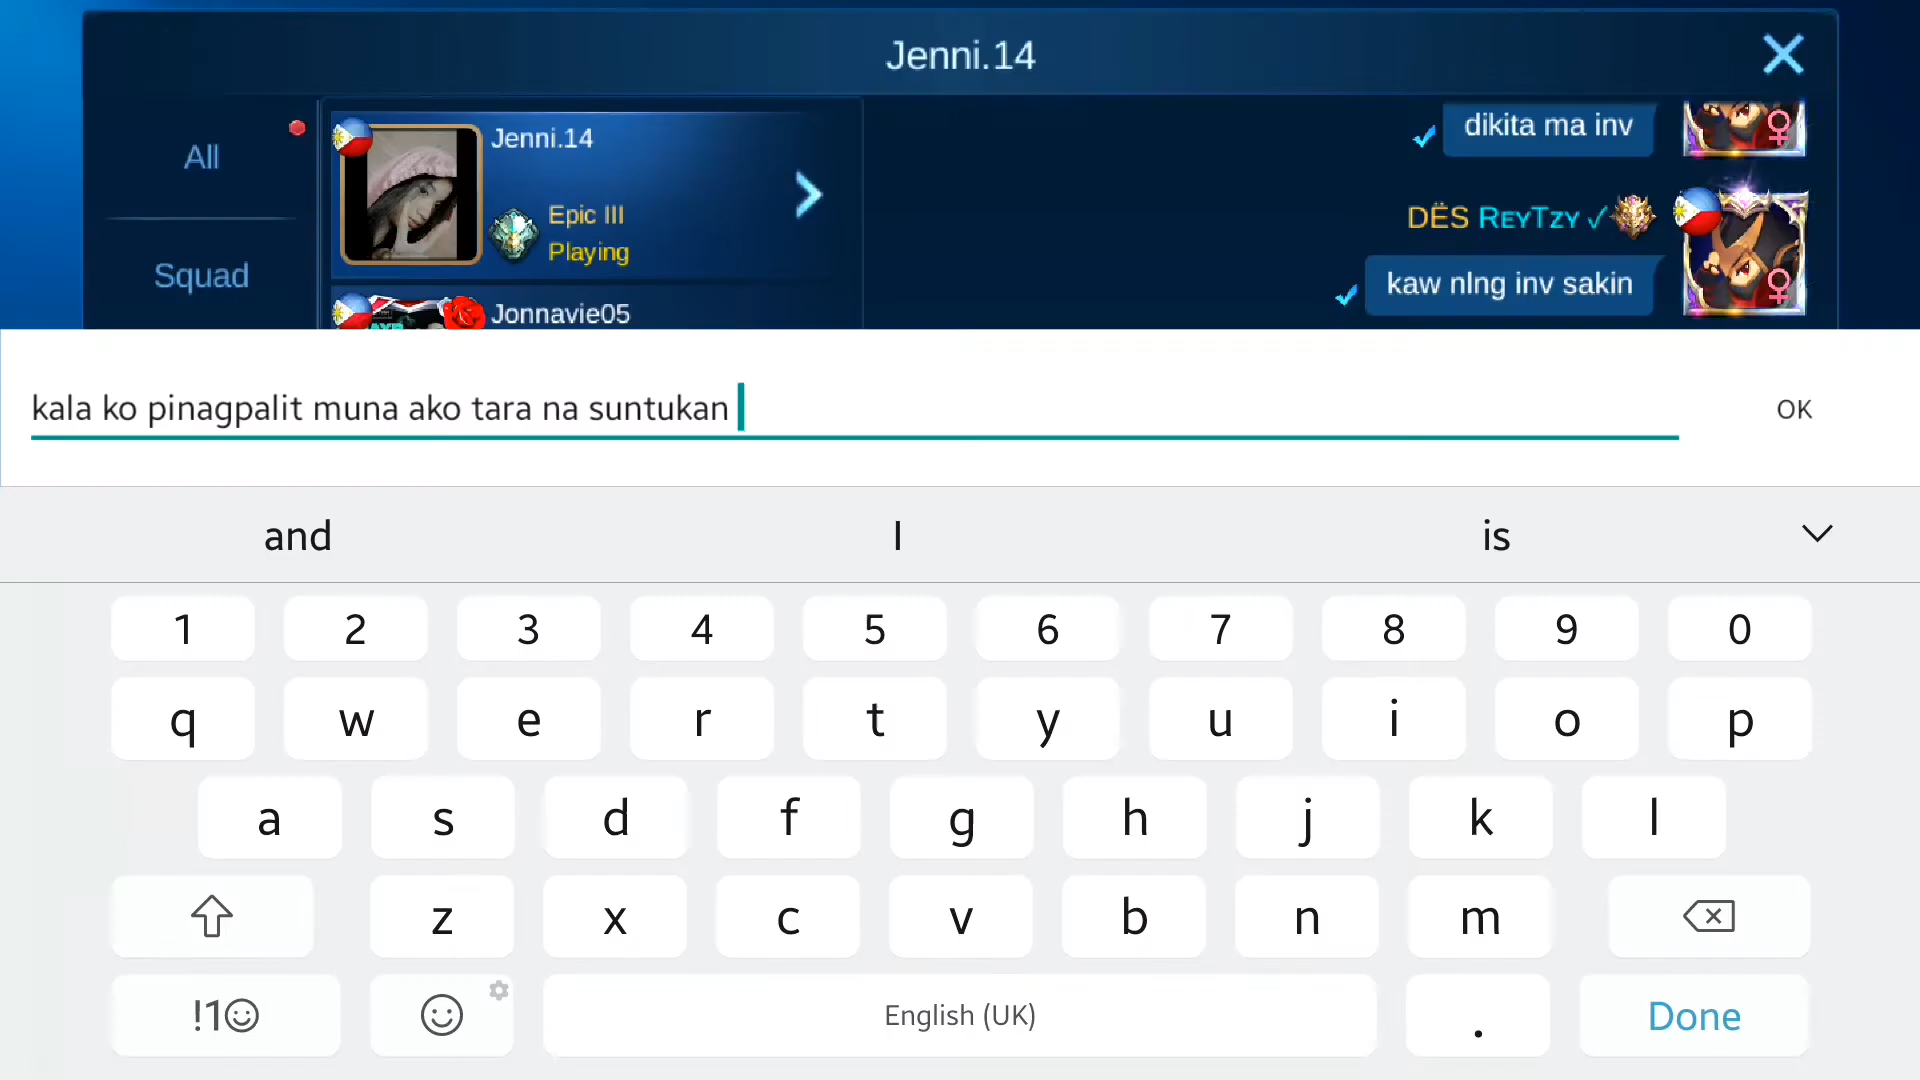 Jenni.14
All
Squad
Jenni.14
Epic III
Playing
Jonnavie05
dikita ma inv
DËS REYTZY ✓
kaw nlng inv sakin
kala ko pinagpalit muna ako tara na suntukan
OK
and I is
1 2 3 4 5 6 7 8 9 0
q w e r t y u i o p
a s d f g h j k l
z x c v b n m
!1☺ English (UK) . Done